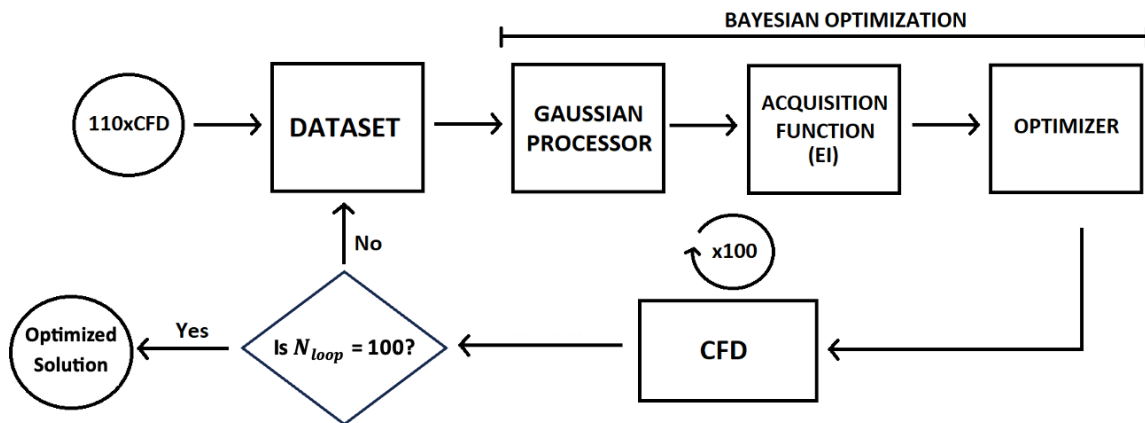 BAYESIAN OPTIMIZATION
110xCFD
DATASET
GAUSSIAN
PROCESSOR
ACQUISITION
FUNCTION
(EI)
OPTIMIZER
No
x100
Optimized
Solution
Yes
Is N_loop = 100?
CFD